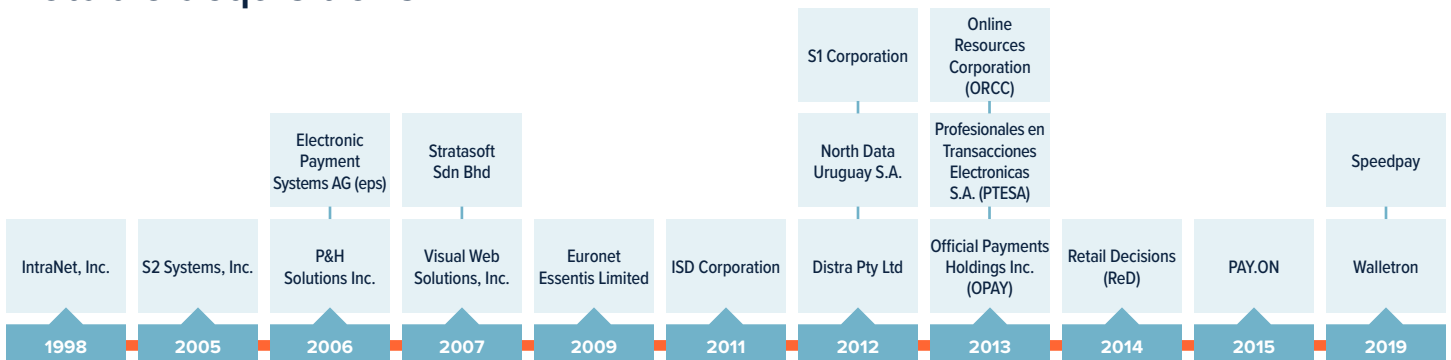 S1 Corporation
Online
Resources
Corporation
(ORCC)
Electronic
Payment
Systems AG (eps)
Stratasoft
Sdn Bhd
North Data
Uruguay S.A.
Profesionales en
Transacciones
Electronicas
S.A. (PTESA)
Speedpay
IntraNet, Inc.
S2 Systems, Inc.
P&H
Solutions Inc.
Visual Web
Solutions, Inc.
Euronet
Essentis Limited
ISD Corporation
Distra Pty Ltd
Official Payments
Holdings Inc.
(OPAY)
Retail Decisions
(ReD)
PAY.ON
Walletron
1998
2005
2006
2007
2009
2011
2012
2013
2014
2015
2019